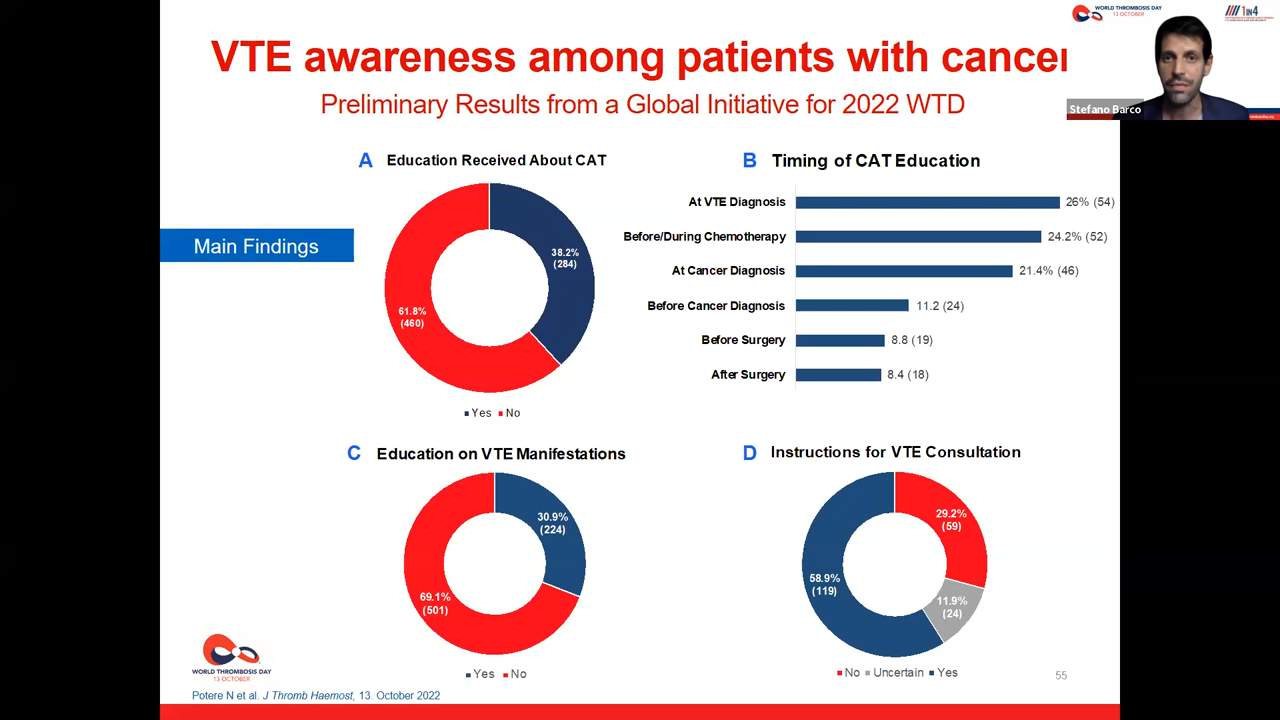 WORLD THROMBOSIS DAY
13 OCTOBER
1 IN 4
VTE awareness among patients with cancer
Preliminary Results from a Global Initiative for 2022 WTD
Stefano Barco
Main Findings
A Education Received About CAT
38.2%
(284)
61.8%
(460)
Yes No
B Timing of CAT Education
At VTE Diagnosis 26% (54)
Before/During Chemotherapy 24.2% (52)
At Cancer Diagnosis 21.4% (46)
Before Cancer Diagnosis 11.2 (24)
Before Surgery 8.8 (19)
After Surgery 8.4 (18)
C Education on VTE Manifestations
30.9%
(224)
69.1%
(501)
Yes No
D Instructions for VTE Consultation
29.2%
(59)
58.9%
(119)
11.9%
(24)
No Uncertain Yes
WORLD THROMBOSIS DAY
13 OCTOBER
55
Potere N et al. J Thromb Haemost, 13. October 2022